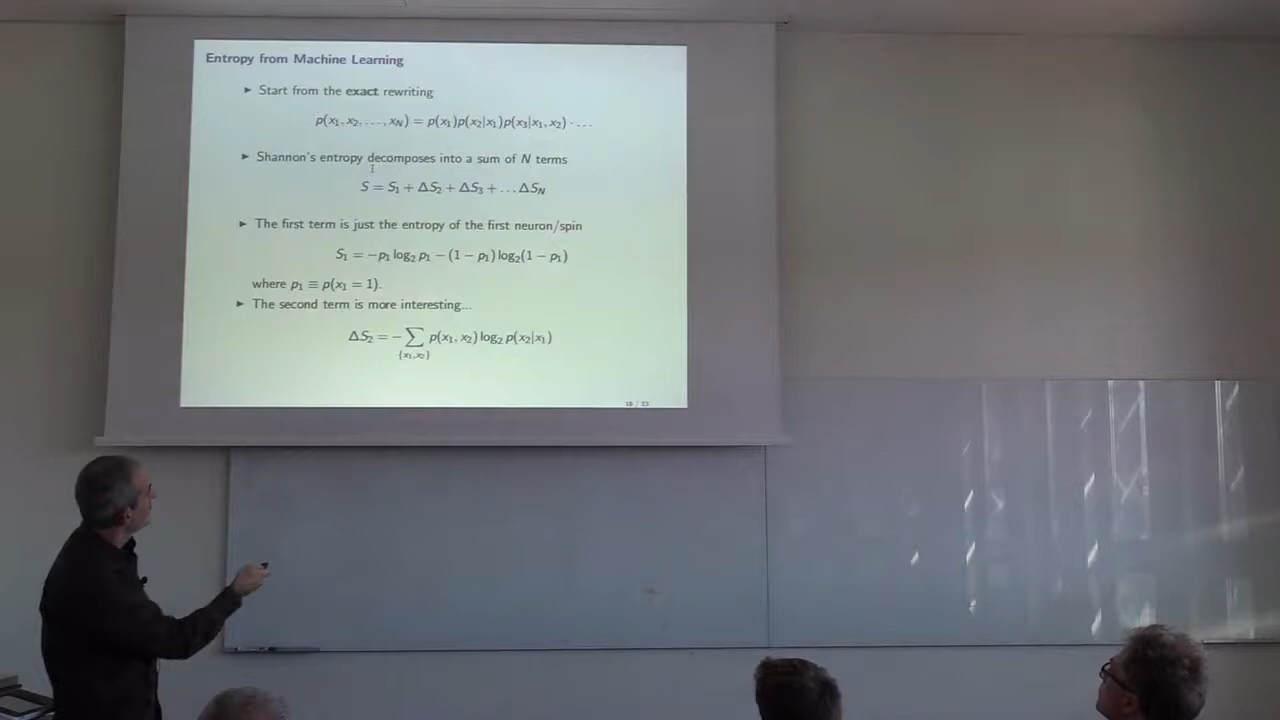 Entropy from Machine Learning
▶ Start from the exact rewriting
p(x₁, x₂, ..., x_N) = p(x₁)p(x₂|x₁)p(x₃|x₁, x₂) · ...
▶ Shannon's entropy decomposes into a sum of N terms
S = S₁ + ΔS₂ + ΔS₃ + ... ΔS_N
▶ The first term is just the entropy of the first neuron/spin
S₁ = −p₁ log₂ p₁ − (1 − p₁) log₂(1 − p₁)
where p₁ ≡ p(x₁ = 1).
▶ The second term is more interesting...
ΔS₂ = − ∑ p(x₁, x₂) log₂ p(x₂|x₁)
{x₁,x₂}